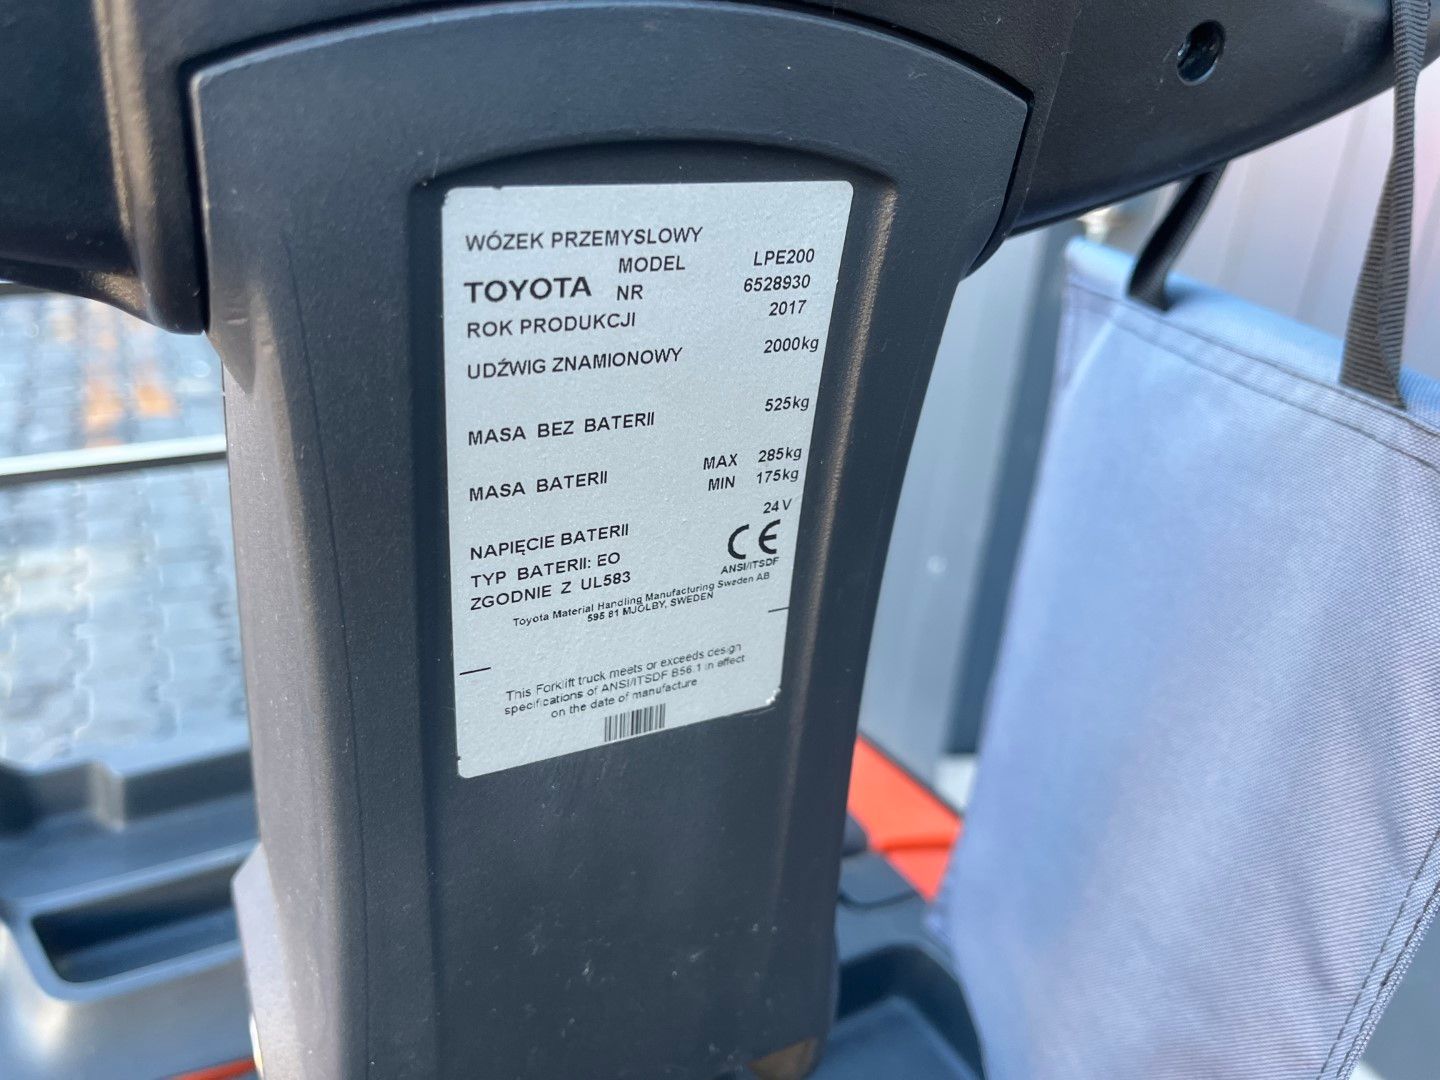 WÓZEK PRZEMYSLOWY
MODEL LPE200
TOYOTA NR 6528930
ROK PRODUKCJI 2017
UDŹWIG ZNAMIONOWY 2000kg
MASA BEZ BATERII 525kg
MASA BATERII MAX 285kg
MIN 175kg
NAPIĘCIE BATERII 24V
TYP BATERII: EO CE
ZGODNIE Z UL583 ANSI/ITSDF
Toyota Material Handling Manufacturing Sweden AB
595 81 MJÖLBY, SWEDEN
This Forklift truck meets or exceeds design
specifications of ANSI/ITSDF B56.1 in effect
on the date of manufacture